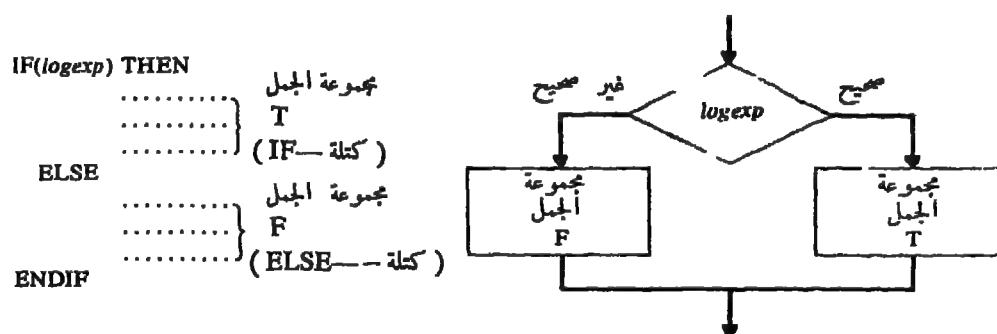 IF(logexp) THEN
.......... مجموعة الجمل
.......... T
.......... (كتلة —IF)
ELSE
.......... مجموعة الجمل
.......... F
.......... (كتلة — —ELSE)
ENDIF
غير صحيح
logexp
صحيح
مجموعة
الجمل
F
مجموعة
ألجمل
T